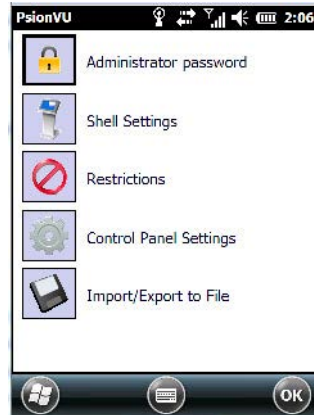 PsionVU 2:06
Administrator password
Shell Settings
Restrictions
Control Panel Settings
Import/Export to File
OK